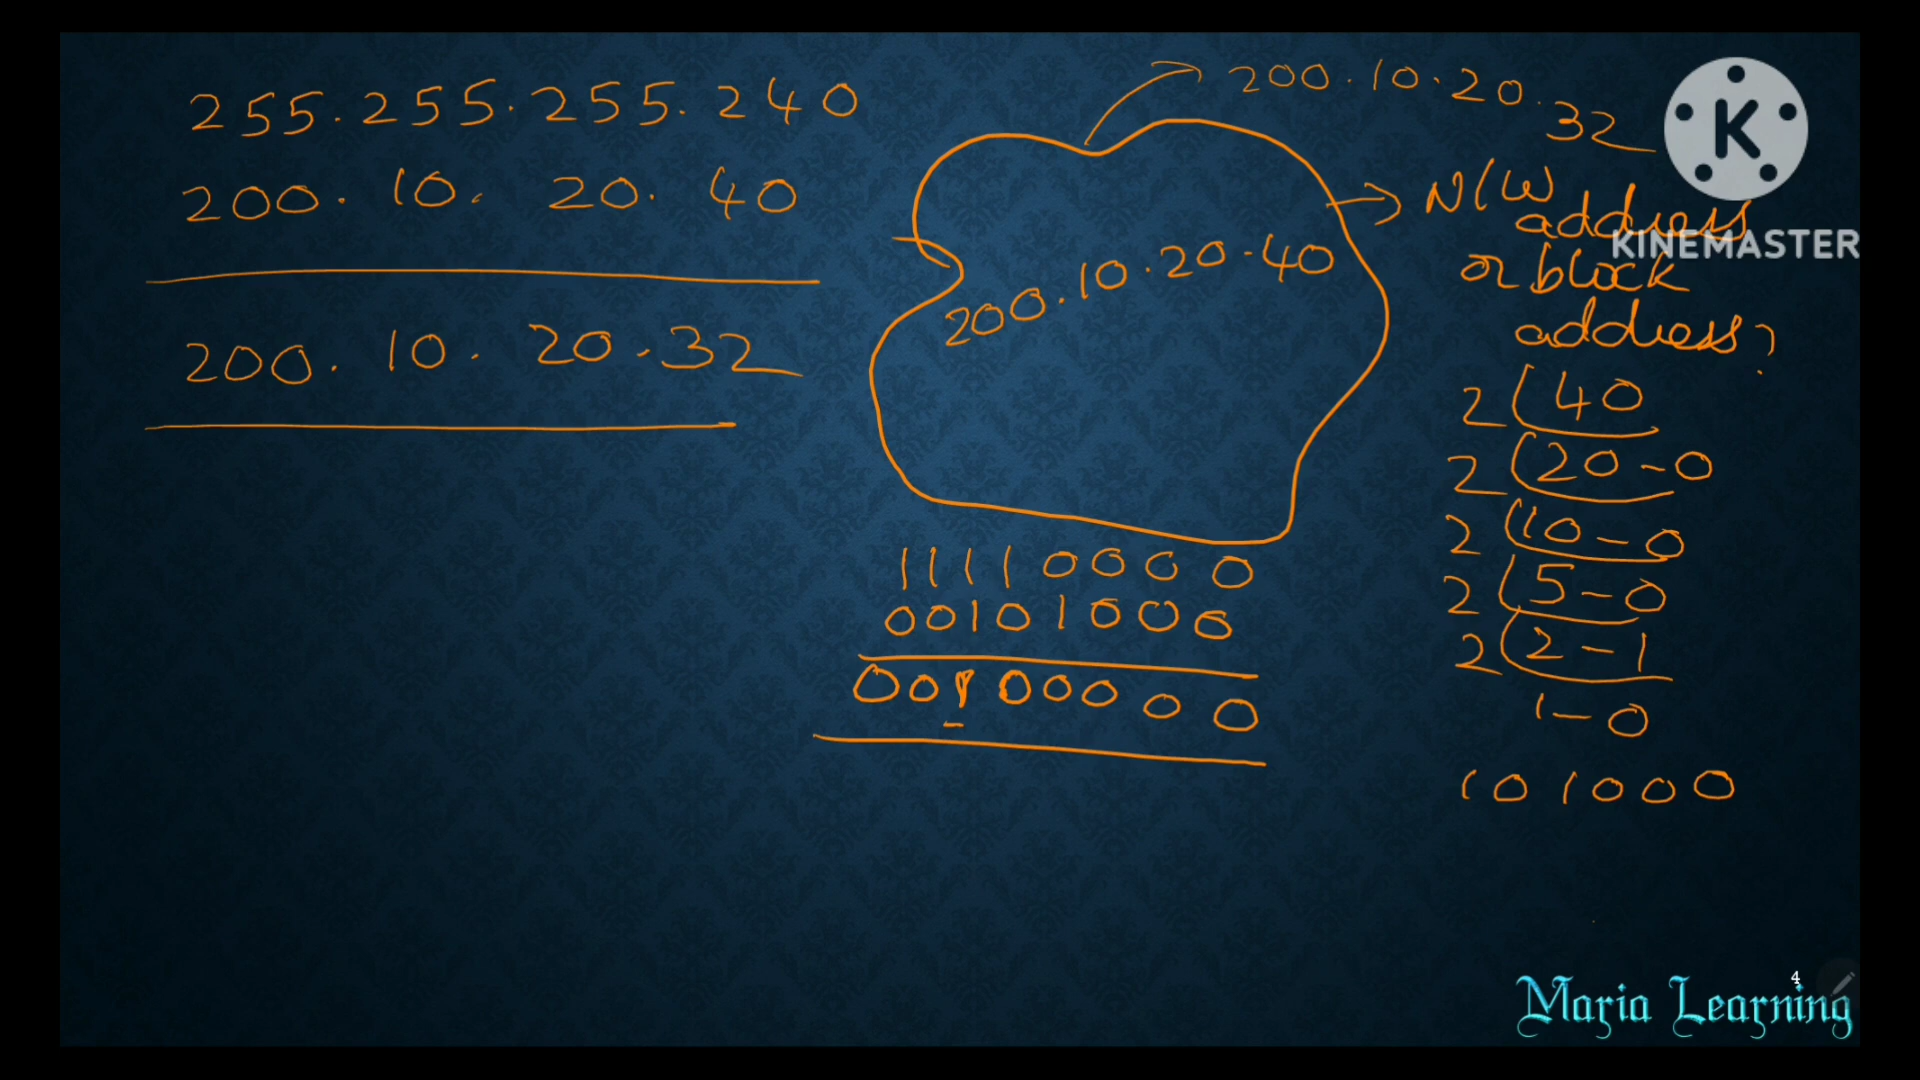 255.255.255.240
200.10.20.40
200.10.20.32
200.10.20.32
N/W
address
or block
address?
200.10.20.40
11110000
00101000
00100000
2 40
2 20-0
2 10-0
2 5-0
2 2-1
1-0
101000
K
KINEMASTER
4
Maria Learning